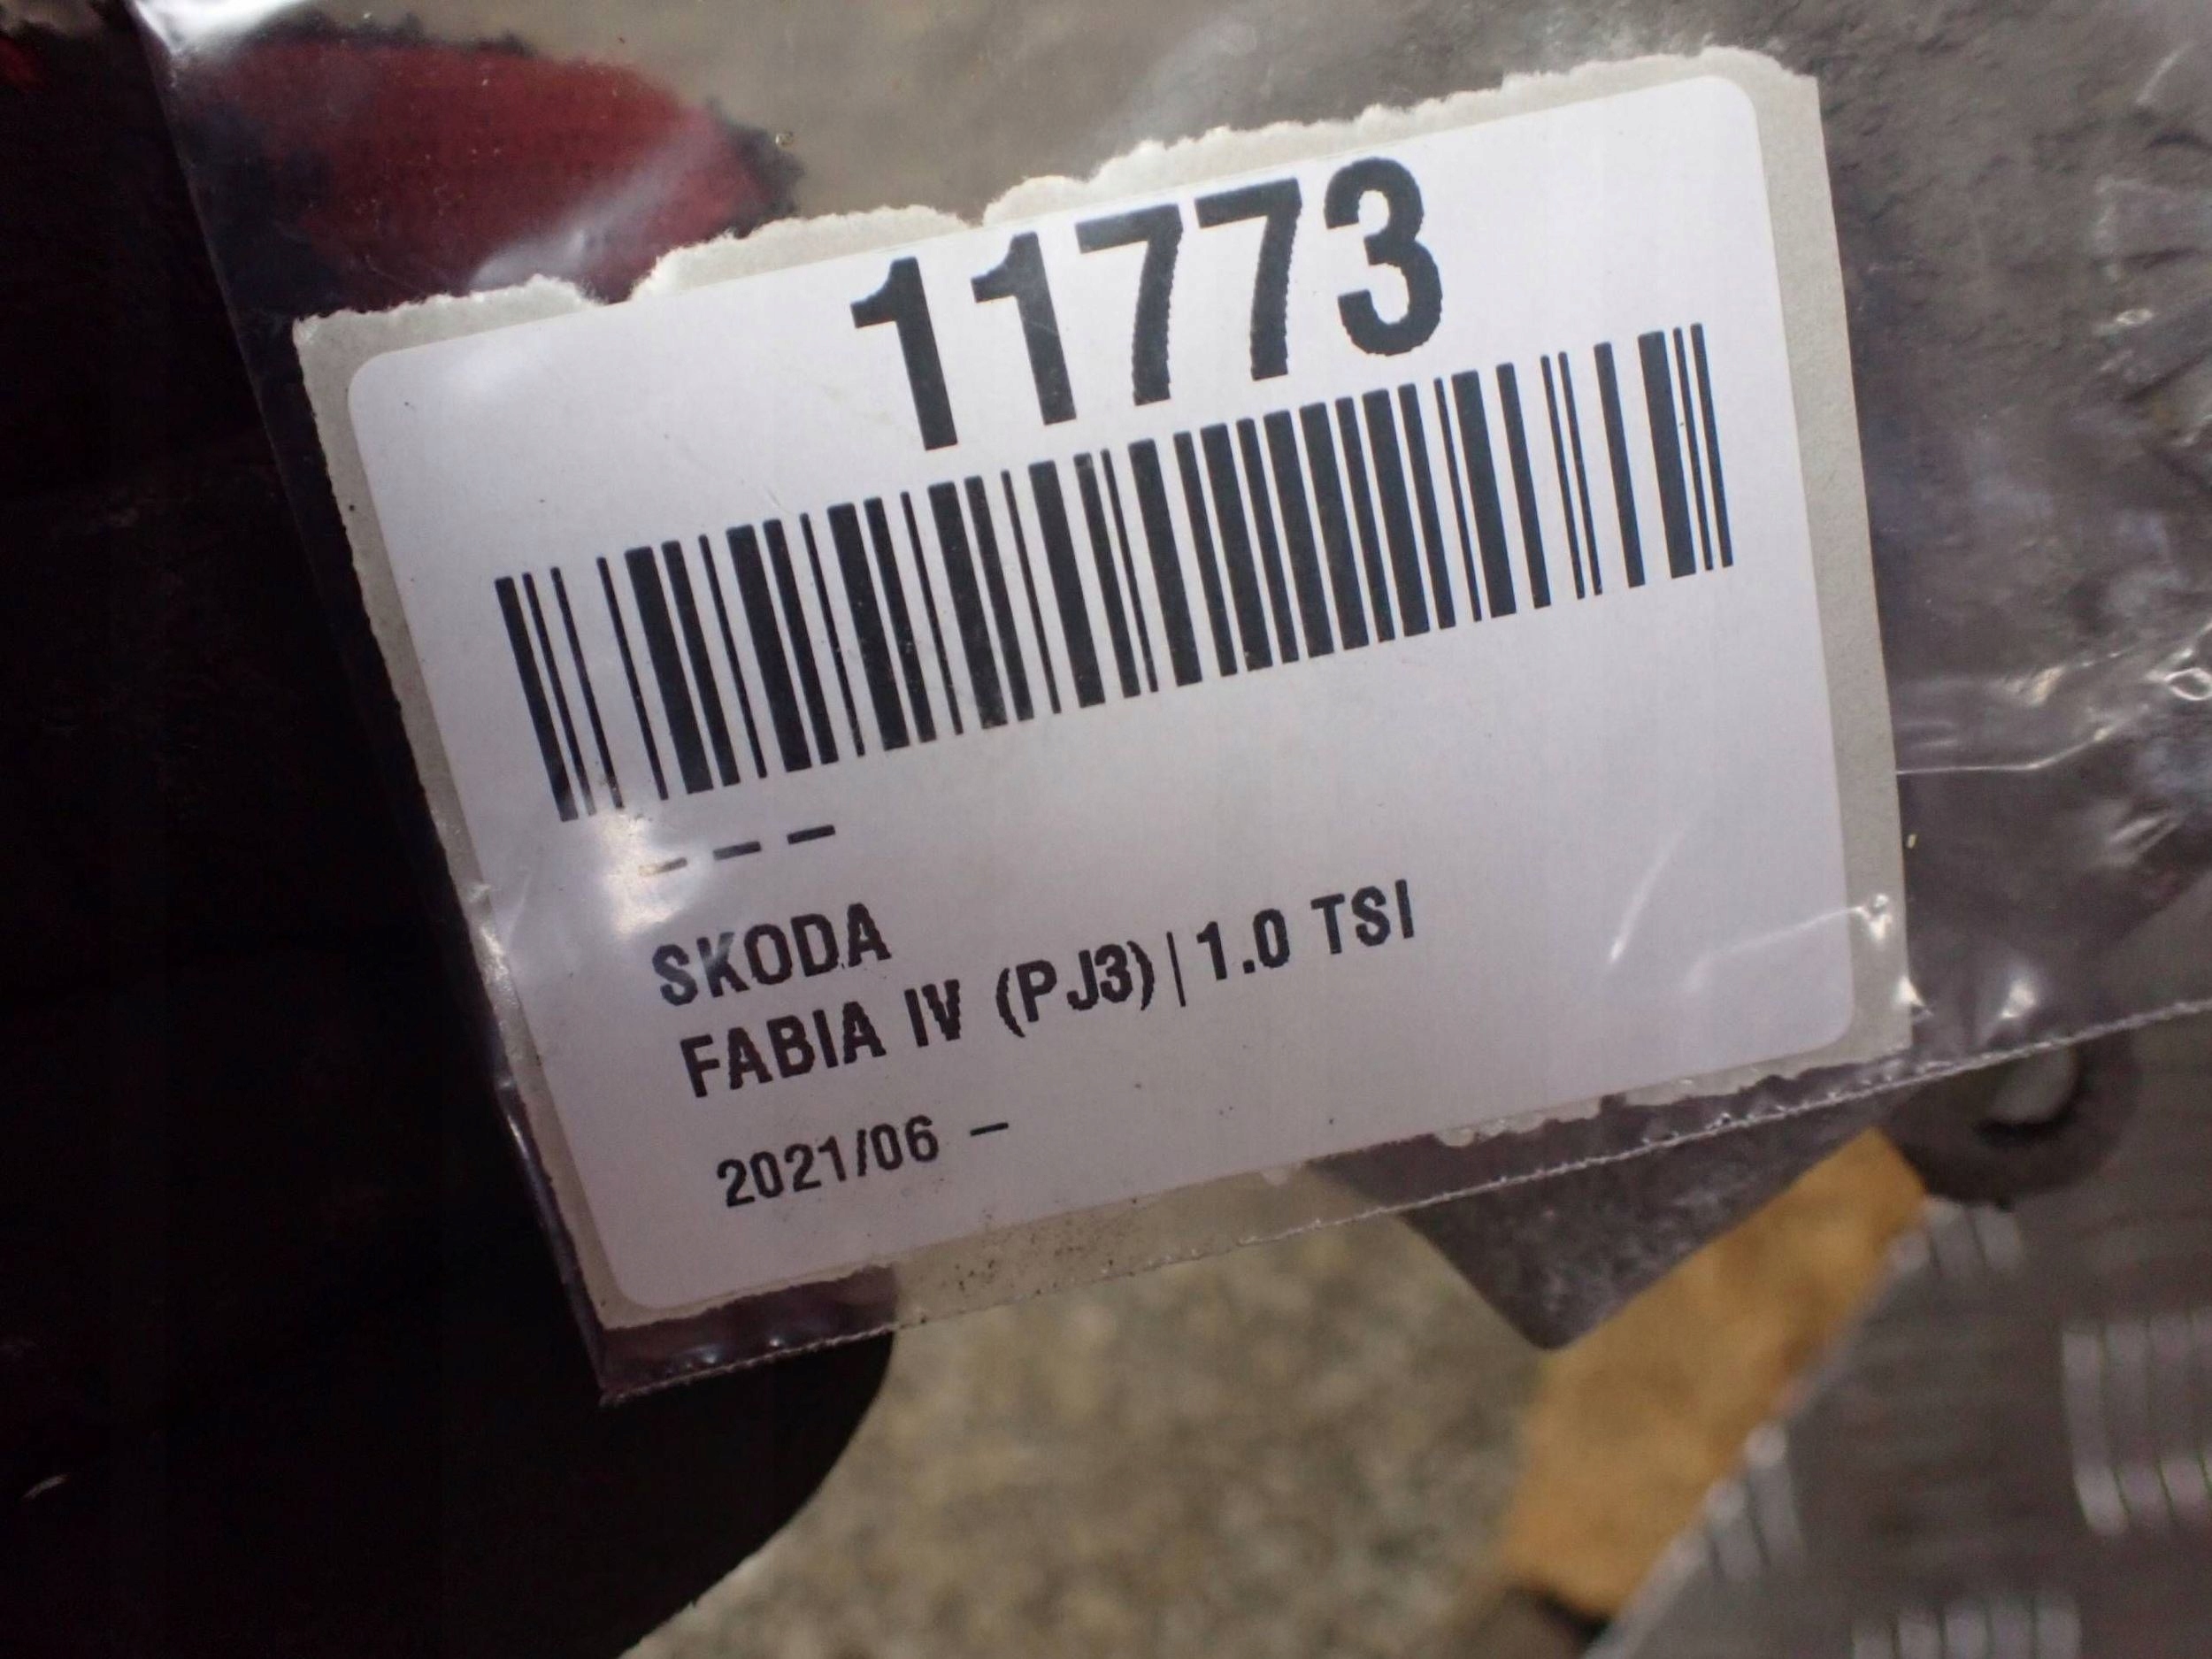 11773
– – –
SKODA
FABIA IV (PJ3) | 1.0 TSI
2021/06 –